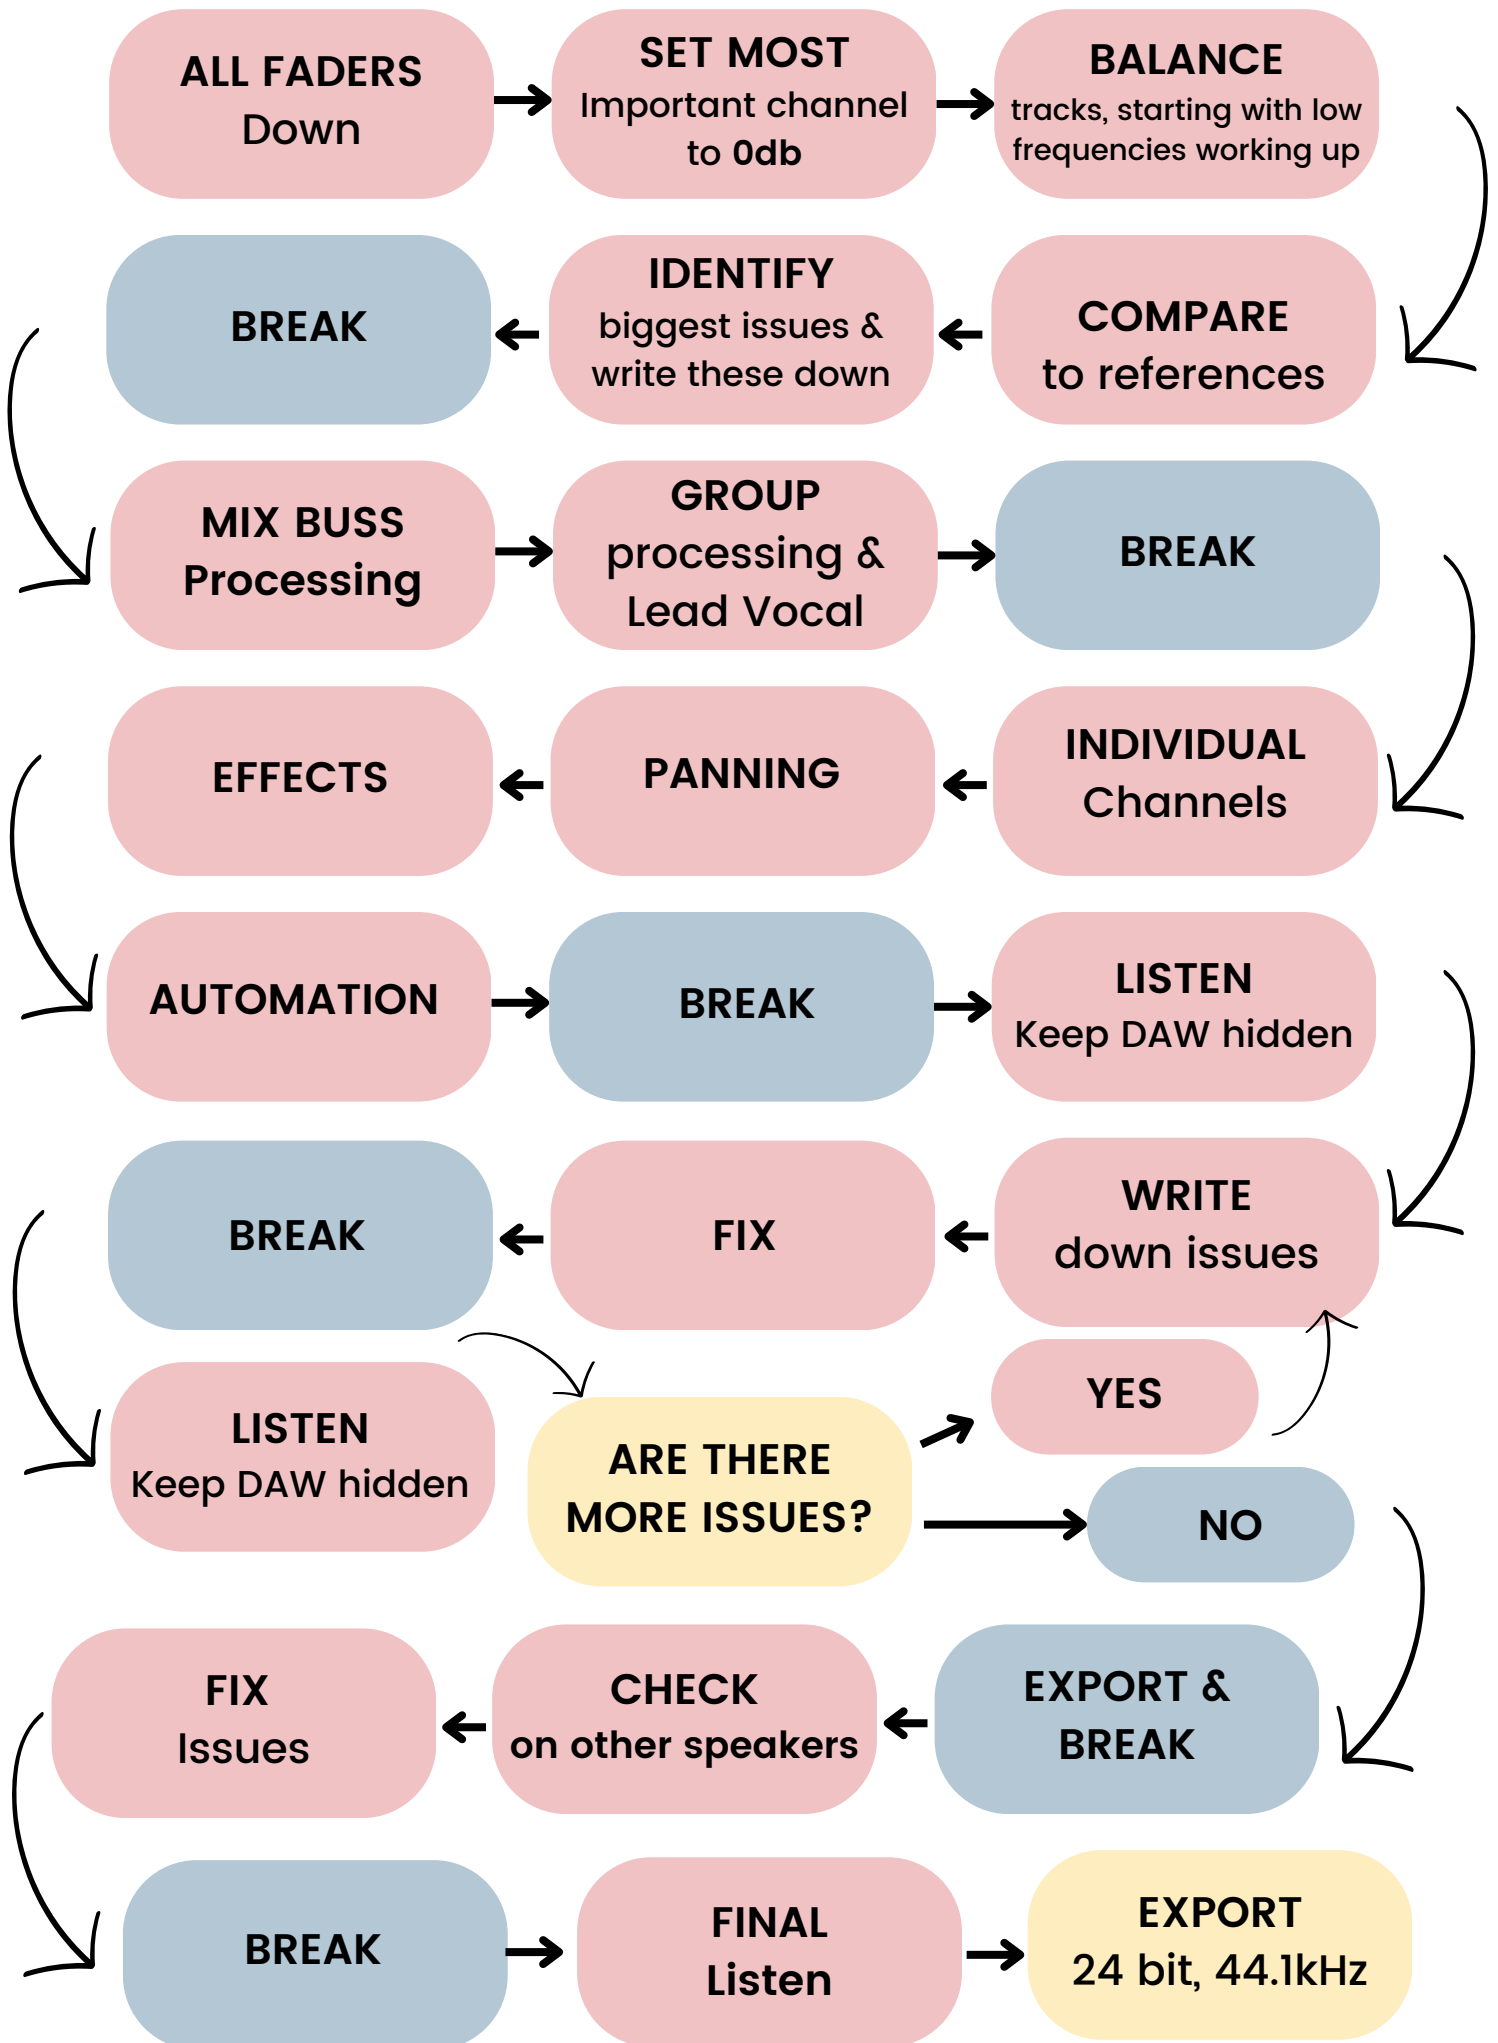 ALL FADERS
Down
SET MOST
Important channel
to 0db
BALANCE
tracks, starting with low
frequencies working up
COMPARE
to references
IDENTIFY
biggest issues &
write these down
BREAK
MIX BUSS
Processing
GROUP
processing &
Lead Vocal
BREAK
INDIVIDUAL
Channels
PANNING
EFFECTS
AUTOMATION
BREAK
LISTEN
Keep DAW hidden
WRITE
down issues
FIX
BREAK
LISTEN
Keep DAW hidden
ARE THERE
MORE ISSUES?
YES
NO
EXPORT &
BREAK
CHECK
on other speakers
FIX
Issues
BREAK
FINAL
Listen
EXPORT
24 bit, 44.1kHz